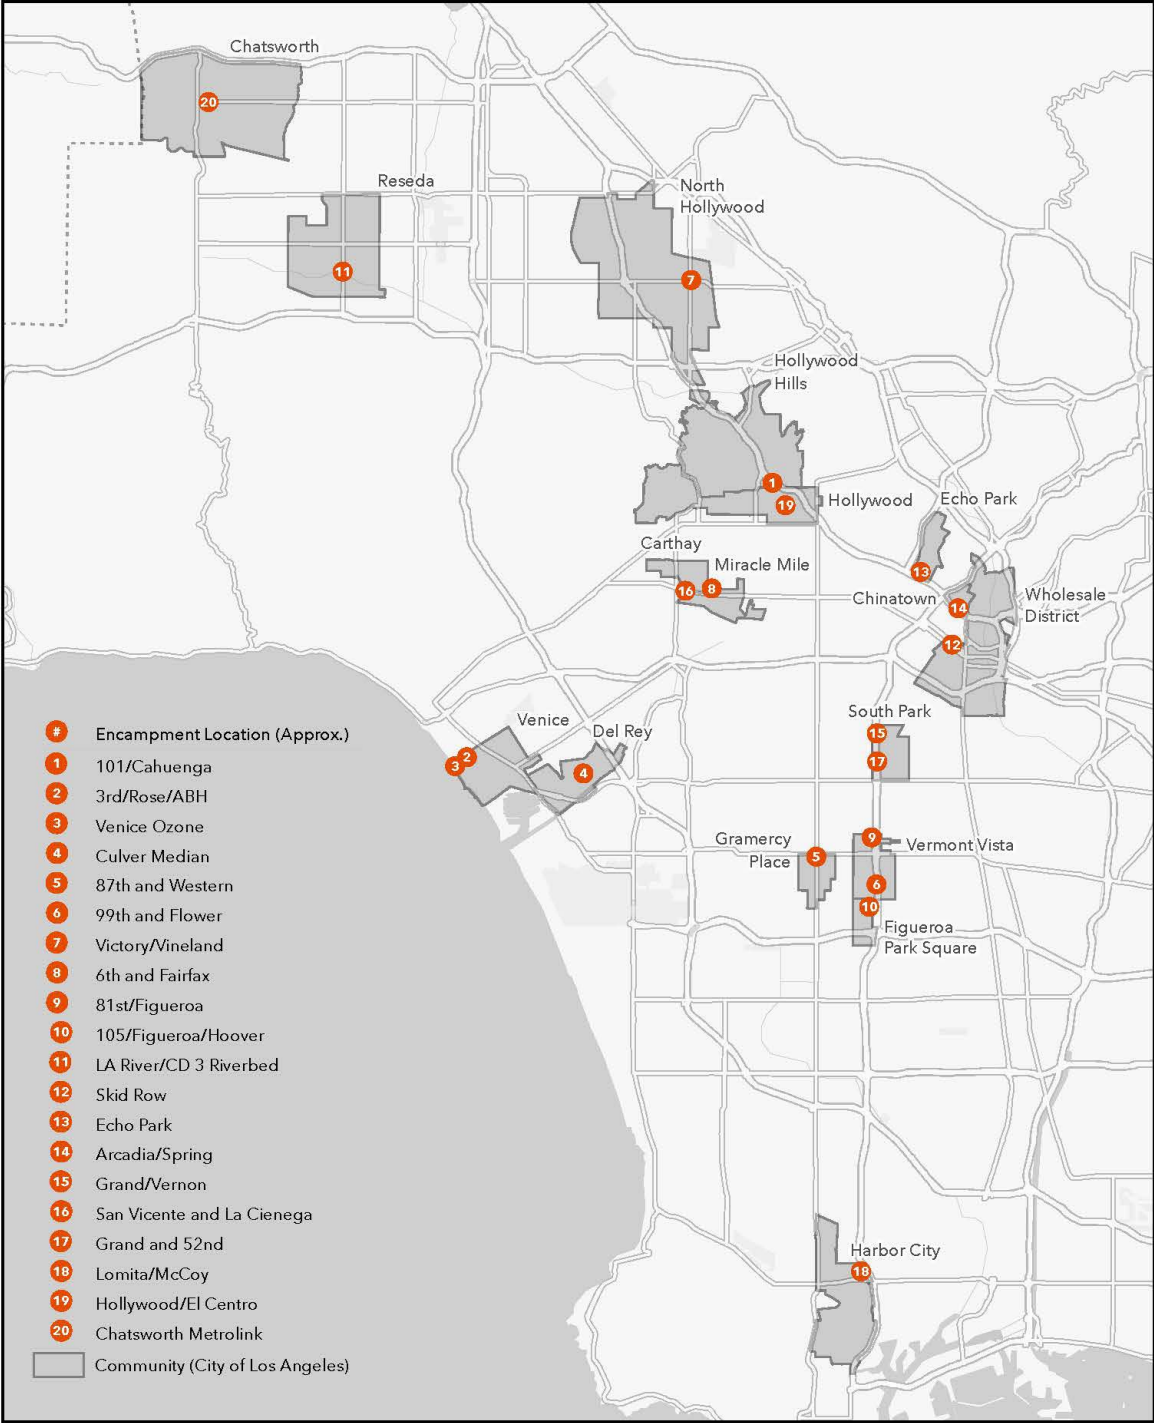 Chatsworth
20
Reseda
11
North
Hollywood
7
Hollywood
Hills
1
19
Hollywood
Echo Park
13
Carthay
Miracle Mile
16
8
Chinatown
14
Wholesale
District
12
Venice
Del Rey
2
3
4
South Park
15
17
Gramercy
Place
5
9
Vermont Vista
6
10
Figueroa
Park Square
Harbor City
18
# Encampment Location (Approx.)
1 101/Cahuenga
2 3rd/Rose/ABH
3 Venice Ozone
4 Culver Median
5 87th and Western
6 99th and Flower
7 Victory/Vineland
8 6th and Fairfax
9 81st/Figueroa
10 105/Figueroa/Hoover
11 LA River/CD 3 Riverbed
12 Skid Row
13 Echo Park
14 Arcadia/Spring
15 Grand/Vernon
16 San Vicente and La Cienega
17 Grand and 52nd
18 Lomita/McCoy
19 Hollywood/El Centro
20 Chatsworth Metrolink
Community (City of Los Angeles)